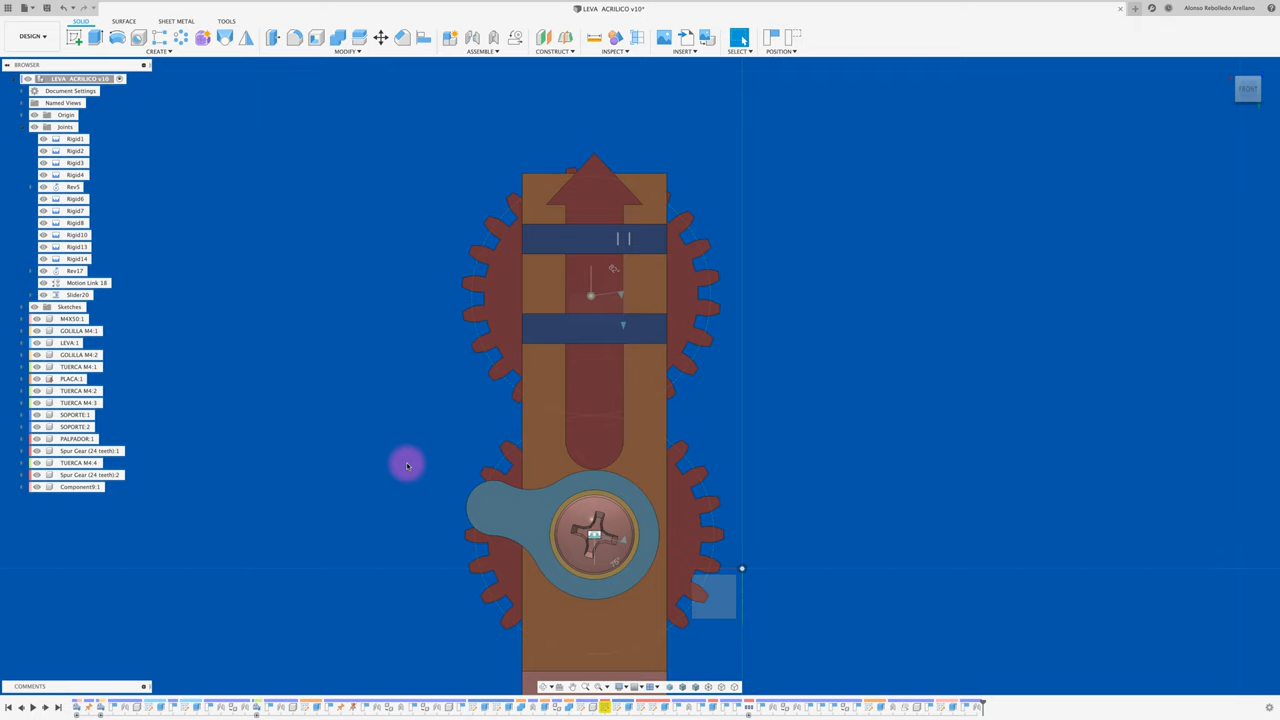 LEVA ACRILICO v10*
Alonso Rebolledo Arellano
SOLID
SURFACE
SHEET METAL
TOOLS
DESIGN
CREATE
MODIFY
ASSEMBLE
CONSTRUCT
INSPECT
INSERT
SELECT
POSITION
BROWSER
LEVA ACRILICO v10
Document Settings
Named Views
Origin
Joints
Rigid1
Rigid2
Rigid3
Rigid4
Rev5
Rigid6
Rigid7
Rigid8
Rigid10
Rigid13
Rigid14
Rev17
Motion Link 18
Slider20
Sketches
M4X50:1
GOLILLA M4:1
LEVA:1
GOLILLA M4:2
TUERCA M4:1
PLACA:1
TUERCA M4:2
TUERCA M4:3
SOPORTE:1
SOPORTE:2
PALPADOR:1
Spur Gear (24 teeth):1
TUERCA M4:4
Spur Gear (24 teeth):2
Component9:1
FRONT
COMMENTS